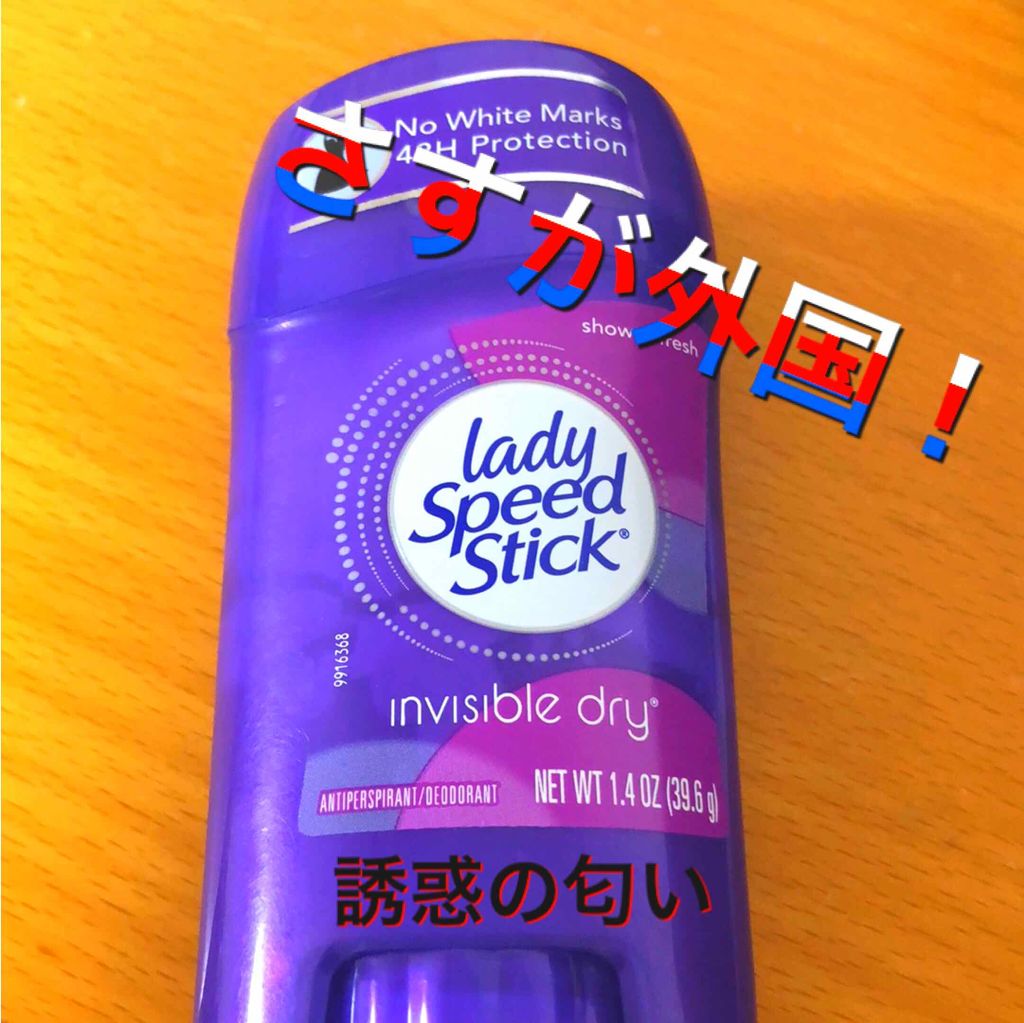 No White Marks
48H Protection
さすが外国!
shower fresh
lady
Speed
Stick®
9916368
invisible dry®
ANTIPERSPIRANT/DEODORANT
NET WT 1.4 OZ (39.6 g)
誘惑の匂い